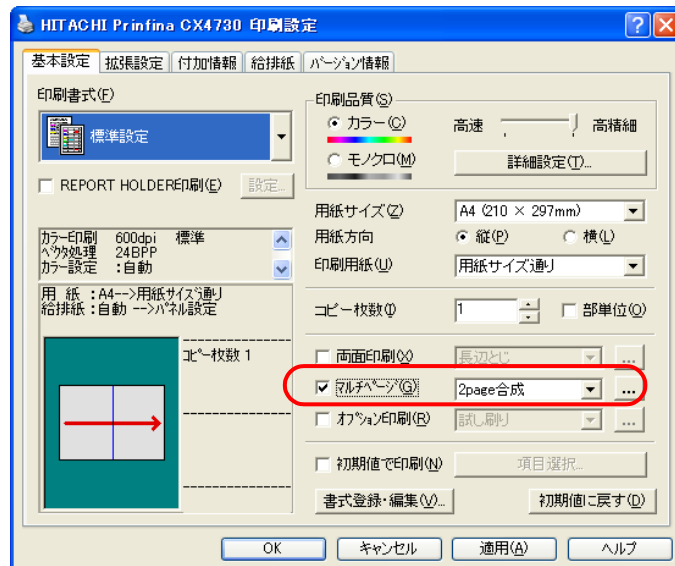 HITACHI Prinfina CX4730 印刷設定
基本設定 拡張設定 付加情報 給排紙 バージョン情報
印刷書式(F)
標準設定
REPORT HOLDER印刷(E) 設定...
カラー印刷 600dpi 標準
ベクタ処理 24BPP
カラー設定 :自動
用 紙 :A4-->用紙サイズ通り
給排紙:自動 -->パネル設定
コピー枚数 1
印刷品質(S)
カラー(C) 高速 高精細
モノクロ(M) 詳細設定(T)...
用紙サイズ(Z) A4 (210 × 297mm)
用紙方向 縦(P) 横(L)
印刷用紙(U) 用紙サイズ通り
コピー枚数(I) 1 部単位(O)
両面印刷(X) 長辺とじ ...
マルチページ(G) 2page合成 ...
オプション印刷(R) 試し刷り ...
初期値で印刷(N) 項目選択...
書式登録・編集(V)... 初期値に戻す(D)
OK キャンセル 適用(A) ヘルプ